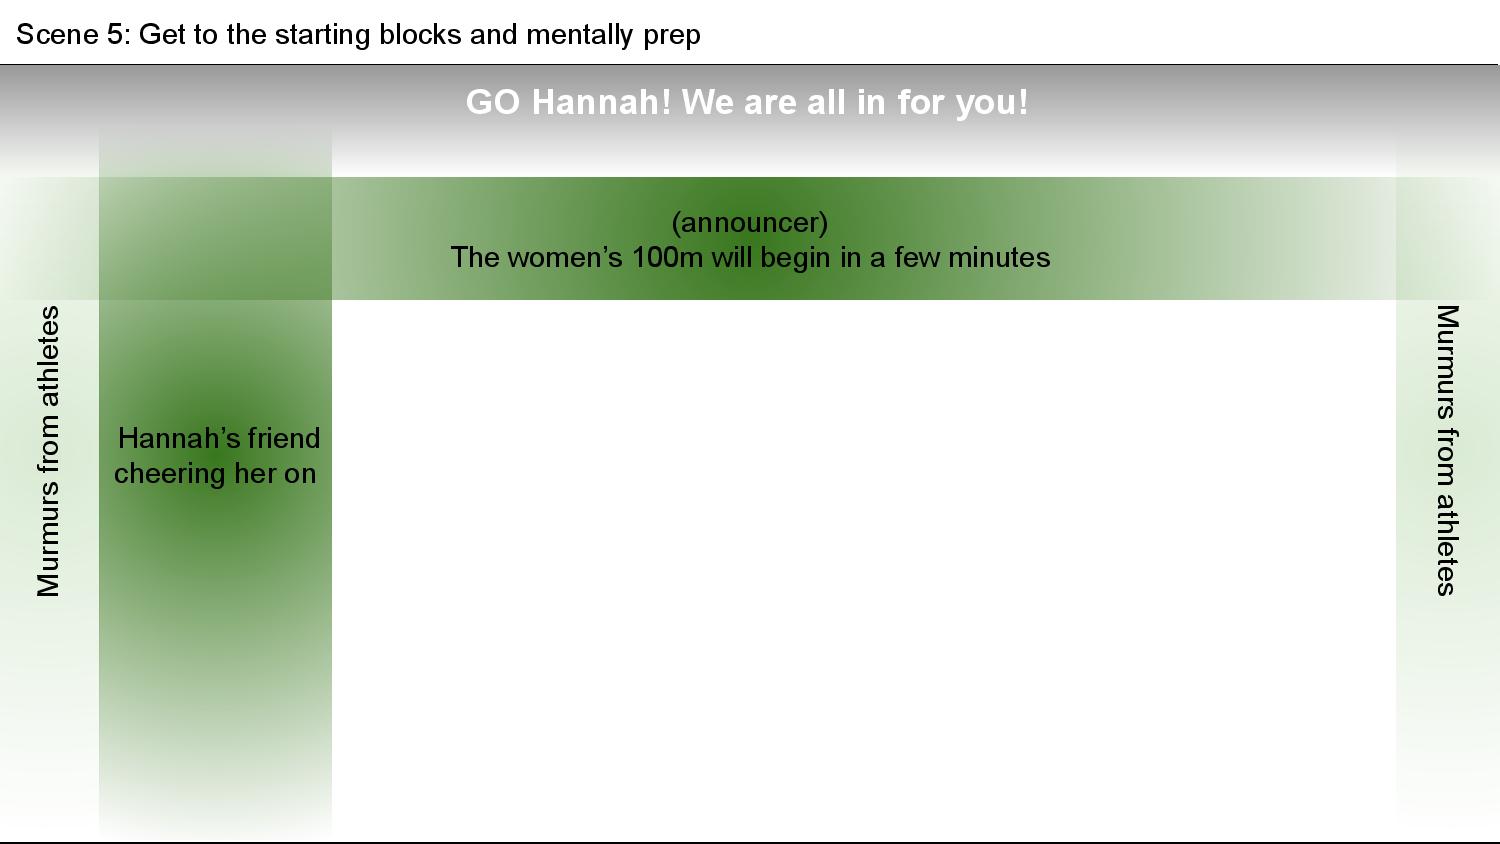 Scene 5: Get to the starting blocks and mentally prep
GO Hannah! We are all in for you!
(announcer)
The women’s 100m will begin in a few minutes
Murmurs from athletes
Hannah’s friend
cheering her on
Murmurs from athletes